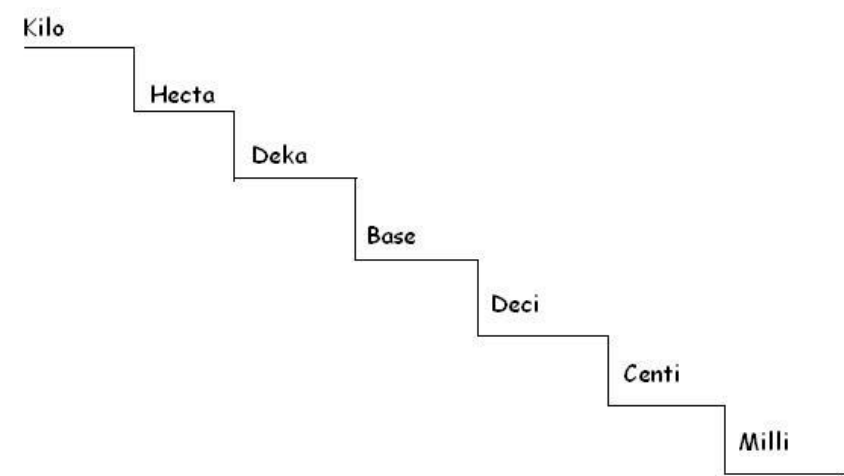 Kilo
Hecta
Deka
Base
Deci
Centi
Milli